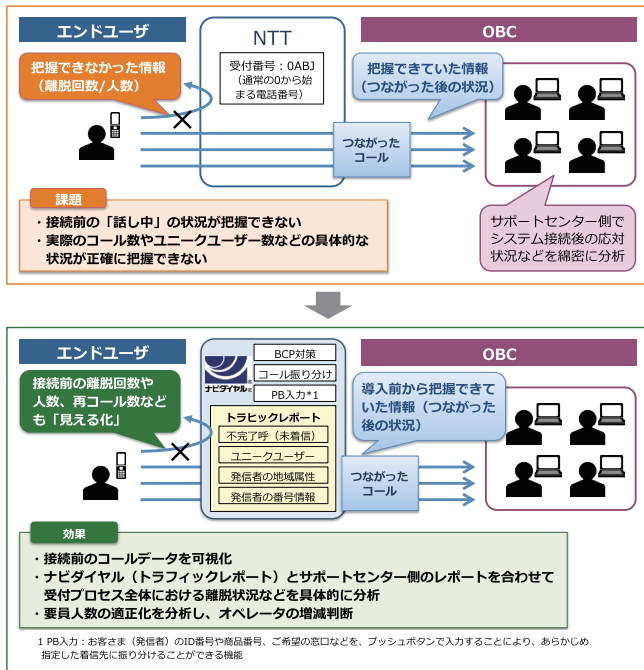 エンドユーザ
NTT
OBC
把握できなかった情報
(離脱回数/人数)
受付番号:0ABJ
(通常の0から始
まる電話番号)
把握できていた情報
(つながった後の状況)
つながった
コール
課題
・接続前の「話し中」の状況が把握できない
・実際のコール数やユニークユーザー数などの具体的な
状況が正確に把握できない
サポートセンター側で
システム接続後の応対
状況などを綿密に分析
エンドユーザ
OBC
ナビダイヤル
BCP対策
コール振り分け
PB入力*1
接続前の離脱回数や
人数、再コール数など
も「見える化」
トラヒックレポート
不完了呼(未着信)
ユニークユーザー
発信者の地域属性
発信者の番号情報
導入前から把握できて
いた情報(つながった
後の状況)
つながった
コール
効果
・接続前のコールデータを可視化
・ナビダイヤル(トラフィックレポート)とサポートセンター側のレポートを合わせて
受付プロセス全体における離脱状況などを具体的に分析
・要員人数の適正化を分析し、オペレータの増減判断
1 PB入力:お客さま(発信者)のID番号や商品番号、ご希望の窓口などを、プッシュボタンで入力することにより、あらかじめ
指定した着信先に振り分けることができる機能